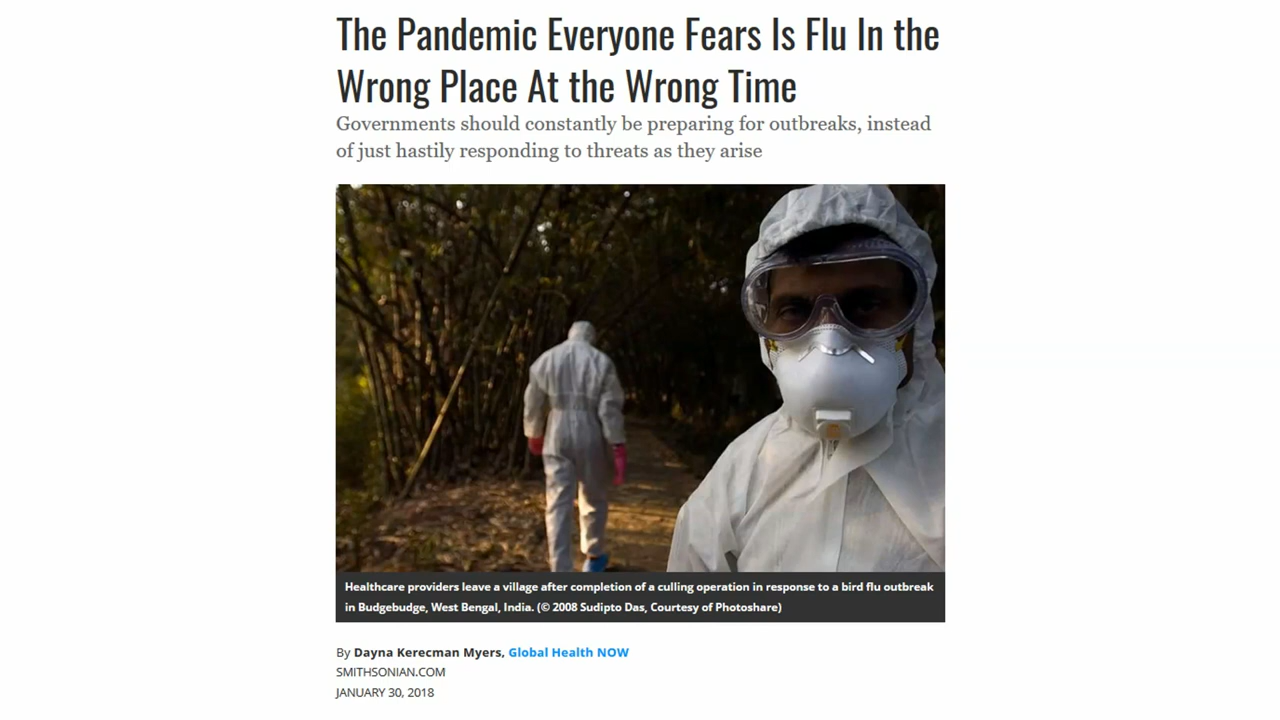 The Pandemic Everyone Fears Is Flu In the
Wrong Place At the Wrong Time
Governments should constantly be preparing for outbreaks, instead
of just hastily responding to threats as they arise
Healthcare providers leave a village after completion of a culling operation in response to a bird flu outbreak
in Budgebudge, West Bengal, India. (© 2008 Sudipto Das, Courtesy of Photoshare)
By Dayna Kerecman Myers, Global Health NOW
SMITHSONIAN.COM
JANUARY 30, 2018